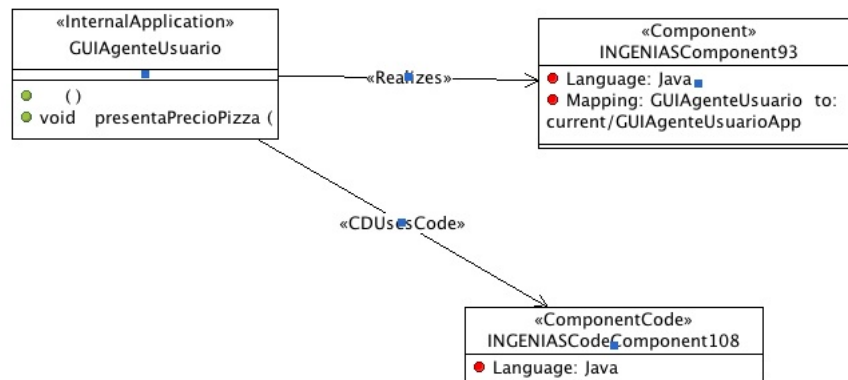 «InternalApplication»
GUIAgenteUsuario
()
void presentaPrecioPizza (
«Realizes»
«Component»
INGENIASComponent93
Language: Java
Mapping: GUIAgenteUsuario to:
current/GUIAgenteUsuarioApp
«CDUsesCode»
«ComponentCode»
INGENIASCodeComponent108
Language: Java